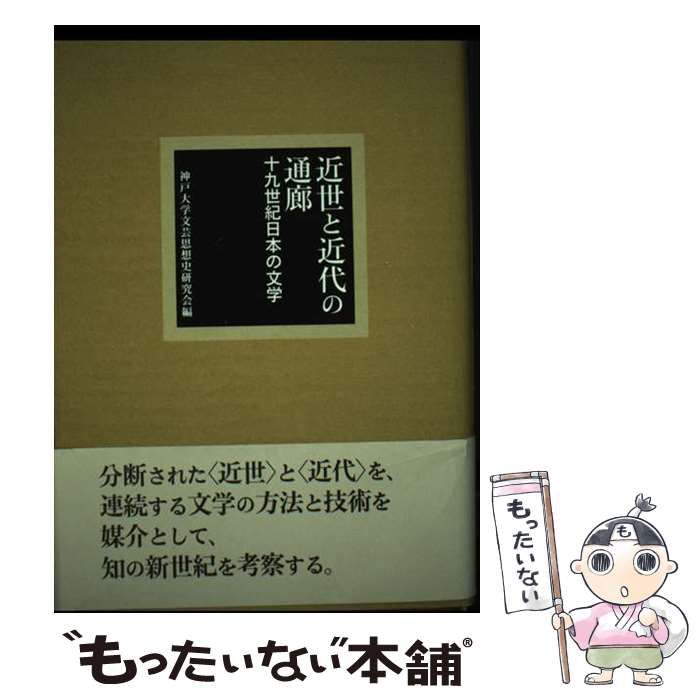 近世と近代の
通廊
十九世紀日本の文学
神戸大学文芸思想史研究会編
分断された〈近世〉と〈近代〉を、
連続する文学の方法と技術を
媒介として、
知の新世紀を考察する。
も
もったいない
“もったいない本舗®